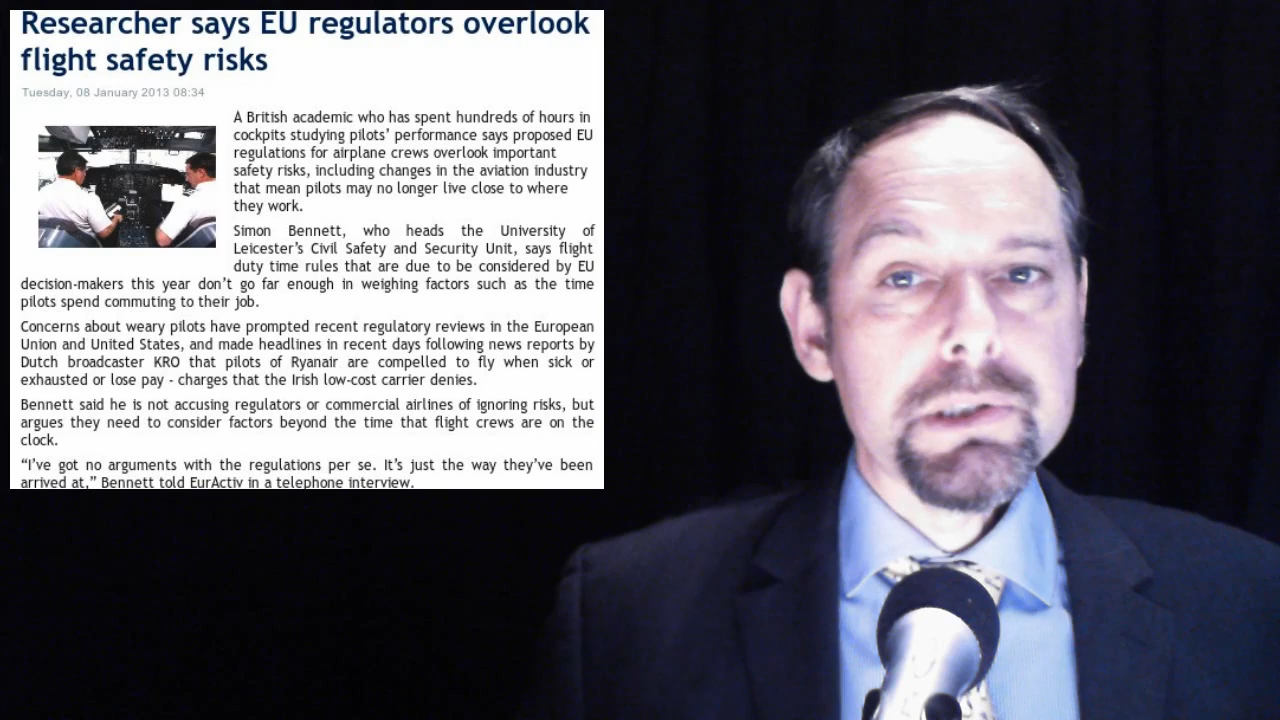 Researcher says EU regulators overlook
flight safety risks
Tuesday, 08 January 2013 08:34
A British academic who has spent hundreds of hours in
cockpits studying pilots’ performance says proposed EU
regulations for airplane crews overlook important
safety risks, including changes in the aviation industry
that mean pilots may no longer live close to where
they work.
Simon Bennett, who heads the University of
Leicester’s Civil Safety and Security Unit, says flight
duty time rules that are due to be considered by EU
decision-makers this year don’t go far enough in weighing factors such as the time
pilots spend commuting to their job.
Concerns about weary pilots have prompted recent regulatory reviews in the European
Union and United States, and made headlines in recent days following news reports by
Dutch broadcaster KRO that pilots of Ryanair are compelled to fly when sick or
exhausted or lose pay - charges that the Irish low-cost carrier denies.
Bennett said he is not accusing regulators or commercial airlines of ignoring risks, but
argues they need to consider factors beyond the time that flight crews are on the
clock.
“I’ve got no arguments with the regulations per se. It’s just the way they’ve been
arrived at,” Bennett told EurActiv in a telephone interview.